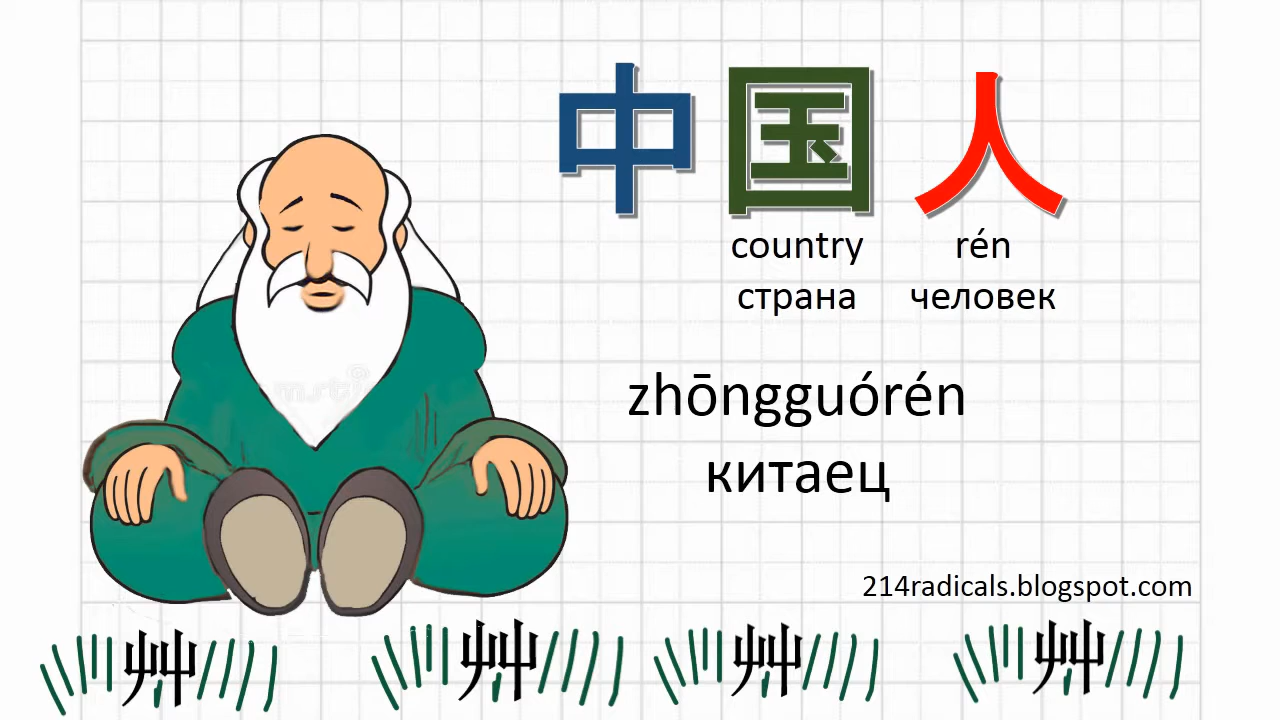 中国人
country rén
страна человек
zhōngguórén
китаец
214radicals.blogspot.com
艸 艸 艸 艸